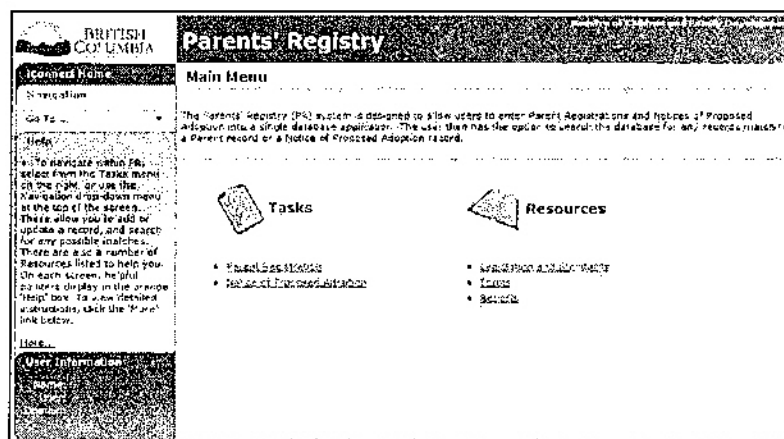 BRITISH
COLUMBIA
Parents' Registry
iConnect Home
Main Menu
Navigation
Go To ...
The Parents' Registry (PR) system is designed to allow users to enter Parent Registrations and Notices of Proposed
Adoption into a single database application. The user then has the option to search the database for any records
a Parent record or a Notice of Proposed Adoption record.
Help
To navigate within PR,
select from the Tasks menu
on the right, or use the
Navigation drop-down menu
at the top of the screen.
These allow you to add or
update a record, and search
for any possible matches.
There are also a number of
Resources listed to help you.
On each screen, helpful
pointers display in the orange
'Help' box. To view detailed
instructions, click the 'More'
link below.
More...
Tasks
Parent Registration
Notice of Proposed Adoption
Resources
Legislation and
Forms
Reports
User Information
Name: